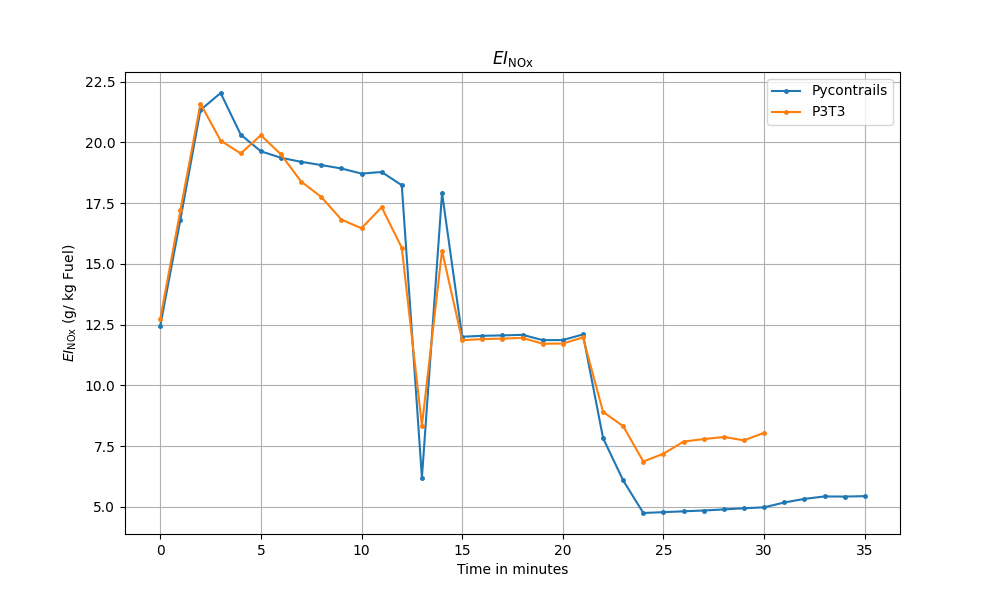 EI_NOx
Pycontrails
P3T3
EI_NOx (g/ kg Fuel)
22.5
20.0
17.5
15.0
12.5
10.0
7.5
5.0
0 5 10 15 20 25 30 35
Time in minutes